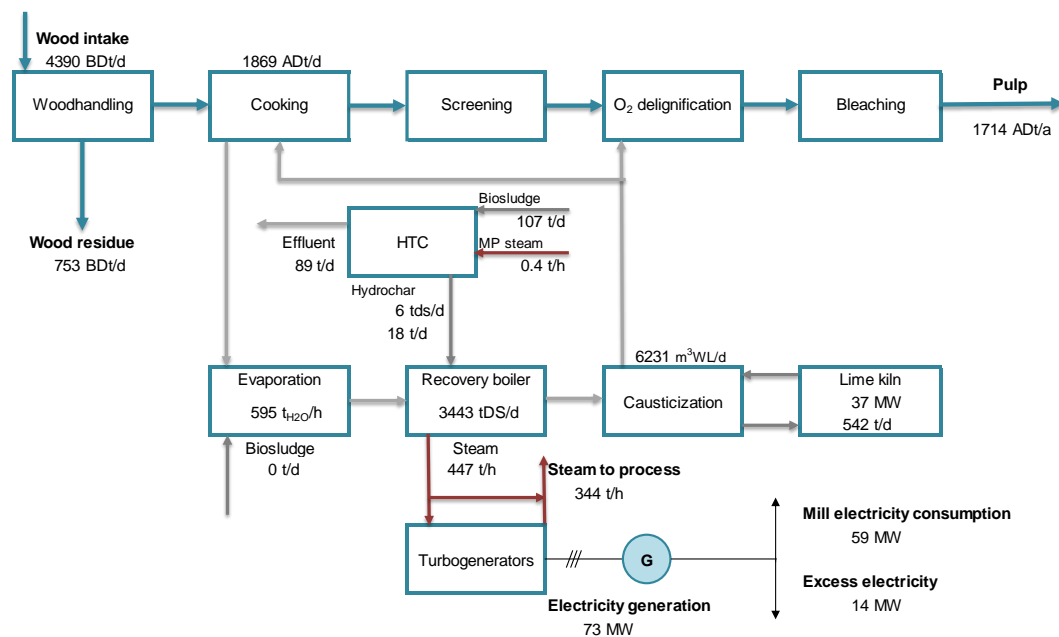 Wood intake
4390 BDt/d
1869 ADt/d
Woodhandling
Cooking
Screening
O₂ delignification
Bleaching
Pulp
1714 ADt/a
Wood residue
753 BDt/d
Biosludge
107 t/d
HTC
Effluent
89 t/d
MP steam
0.4 t/h
Hydrochar
6 tds/d
18 t/d
6231 m³WL/d
Evaporation
595 t_H2O/h
Recovery boiler
3443 tDS/d
Causticization
Lime kiln
37 MW
542 t/d
Biosludge
0 t/d
Steam
447 t/h
Steam to process
344 t/h
Turbogenerators
G
Electricity generation
73 MW
Mill electricity consumption
59 MW
Excess electricity
14 MW